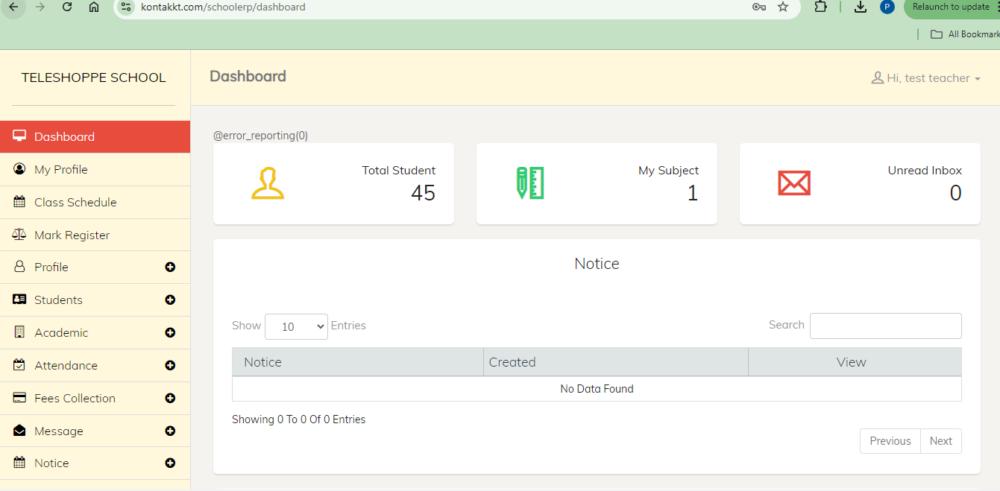 kontakkt.com/schoolerp/dashboard
P
Relaunch to update
All Bookmark
TELESHOPPE SCHOOL
Dashboard
Hi, test teacher
Dashboard
My Profile
Class Schedule
Mark Register
Profile
Students
Academic
Attendance
Fees Collection
Message
Notice
@error_reporting(0)
Total Student
45
My Subject
1
Unread Inbox
0
Notice
Show 10 Entries
Search
Notice Created View
No Data Found
Showing 0 To 0 Of 0 Entries
Previous Next